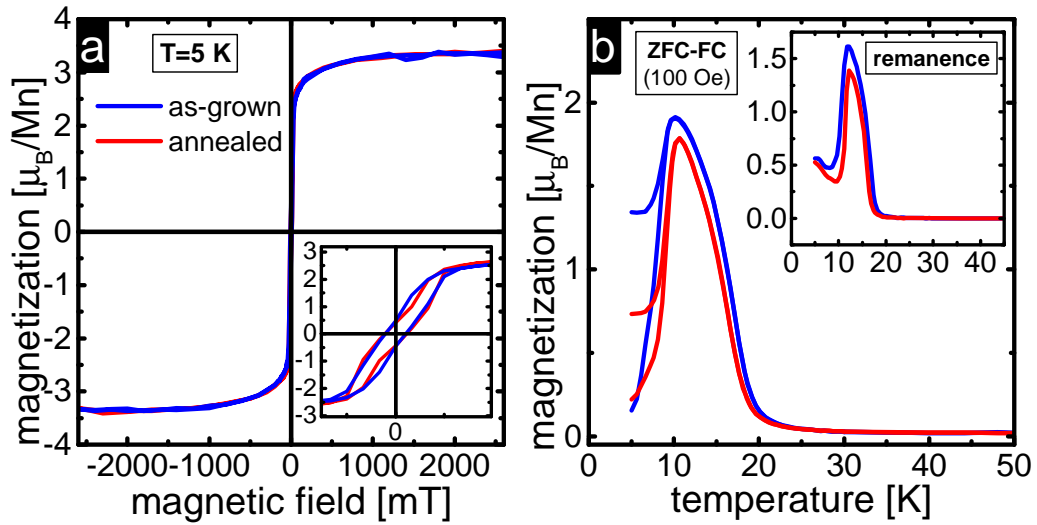 a
T=5 K
as-grown
annealed
magnetization [μB/Mn]
4
3
2
1
0
-1
-2
-3
-4
-2000 -1000 0 1000 2000
magnetic field [mT]
3
2
1
0
-1
-2
-3
0
b
ZFC-FC
(100 Oe)
magnetization [μB/Mn]
2
1
0
0 10 20 30 40 50
temperature [K]
remanence
1.5
1.0
0.5
0.0
0 10 20 30 40